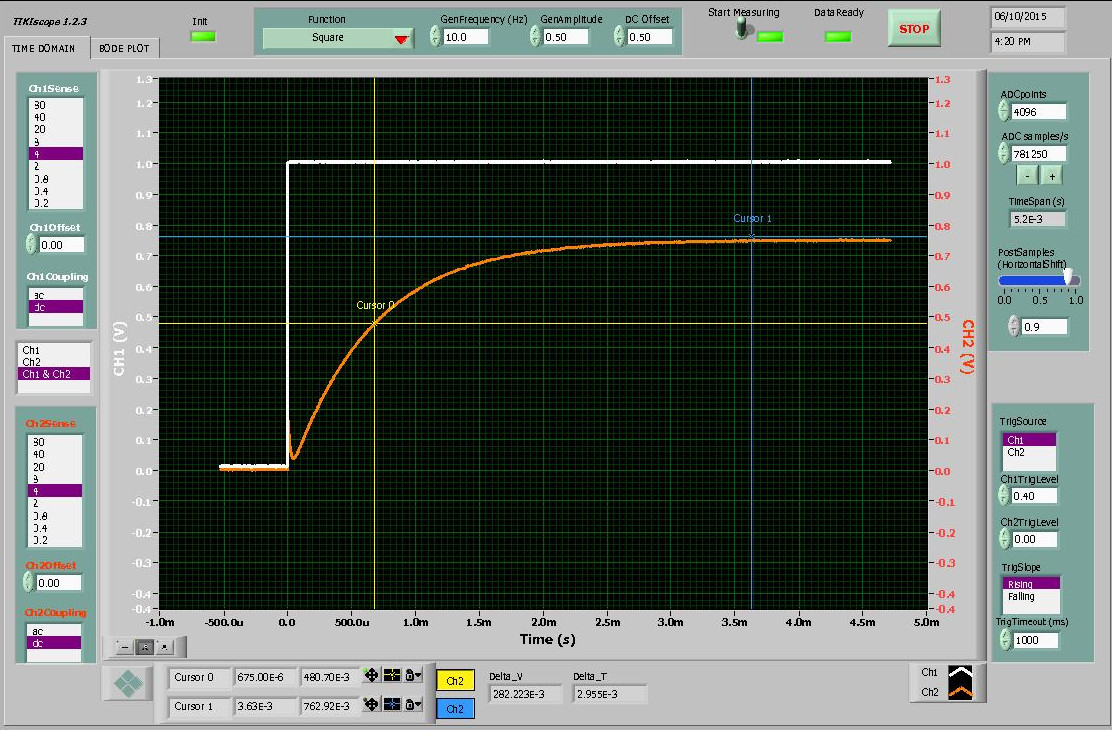 TIKIscope 1.2.3
Init
Function
Square
GenFrequency (Hz)
10.0
GenAmplitude
0.50
DC Offset
0.50
Start Measuring
DataReady
STOP
06/10/2015
4:20 PM
TIME DOMAIN
BODE PLOT
Ch1Sense
80
40
20
8
4
2
0.8
0.4
0.2
Ch1Offset
0.00
Ch1Coupling
ac
dc
Ch1
Ch2
Ch1 & Ch2
Ch2Sense
80
40
20
8
4
2
0.8
0.4
0.2
Ch2Offset
0.00
Ch2Coupling
ac
dc
CH1 (V)
1.3
1.2
1.1
1.0
0.9
0.8
0.7
0.6
0.5
0.4
0.3
0.2
0.1
0.0
-0.1
-0.2
-0.3
-0.4
-0.4
Cursor 0
Cursor 1
1.3
1.2
1.1
1.0
0.9
0.8
0.7
0.6
0.5
0.4
0.3
0.2
0.1
0.0
-0.1
-0.2
-0.3
-0.4
-0.4
CH2 (V)
-1.0m -500.0u 0.0 500.0u 1.0m 1.5m 2.0m 2.5m 3.0m 3.5m 4.0m 4.5m 5.0m
Time (s)
ADCpoints
4096
ADC samples/s
781250
- +
TimeSpan (s)
5.2E-3
PostSamples
(HorizontalShift)
0.0 0.5 1.0
0.9
TrigSource
Ch1
Ch2
Ch1TrigLevel
0.40
Ch2TrigLevel
0.00
TrigSlope
Rising
Falling
TrigTimeout (ms)
1000
Cursor 0 675.00E-6 480.70E-3
Cursor 1 3.63E-3 762.92E-3
Ch2
Ch2
Delta_V
282.223E-3
Delta_T
2.955E-3
Ch1
Ch2